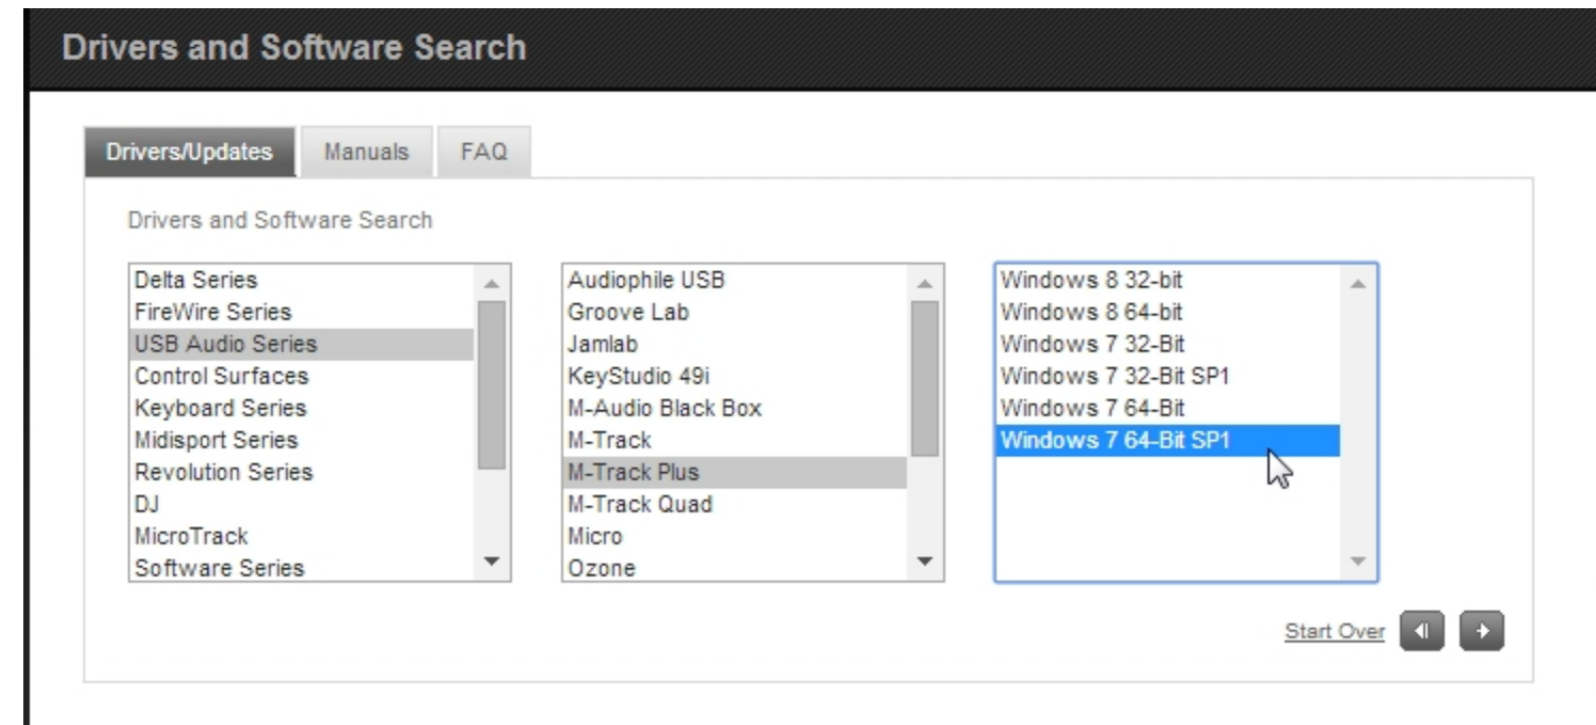 Drivers and Software Search
Drivers/Updates
Manuals
FAQ
Drivers and Software Search
Delta Series
FireWire Series
USB Audio Series
Control Surfaces
Keyboard Series
Midisport Series
Revolution Series
DJ
MicroTrack
Software Series
Audiophile USB
Groove Lab
Jamlab
KeyStudio 49i
M-Audio Black Box
M-Track
M-Track Plus
M-Track Quad
Micro
Ozone
Windows 8 32-bit
Windows 8 64-bit
Windows 7 32-Bit
Windows 7 32-Bit SP1
Windows 7 64-Bit
Windows 7 64-Bit SP1
Start Over